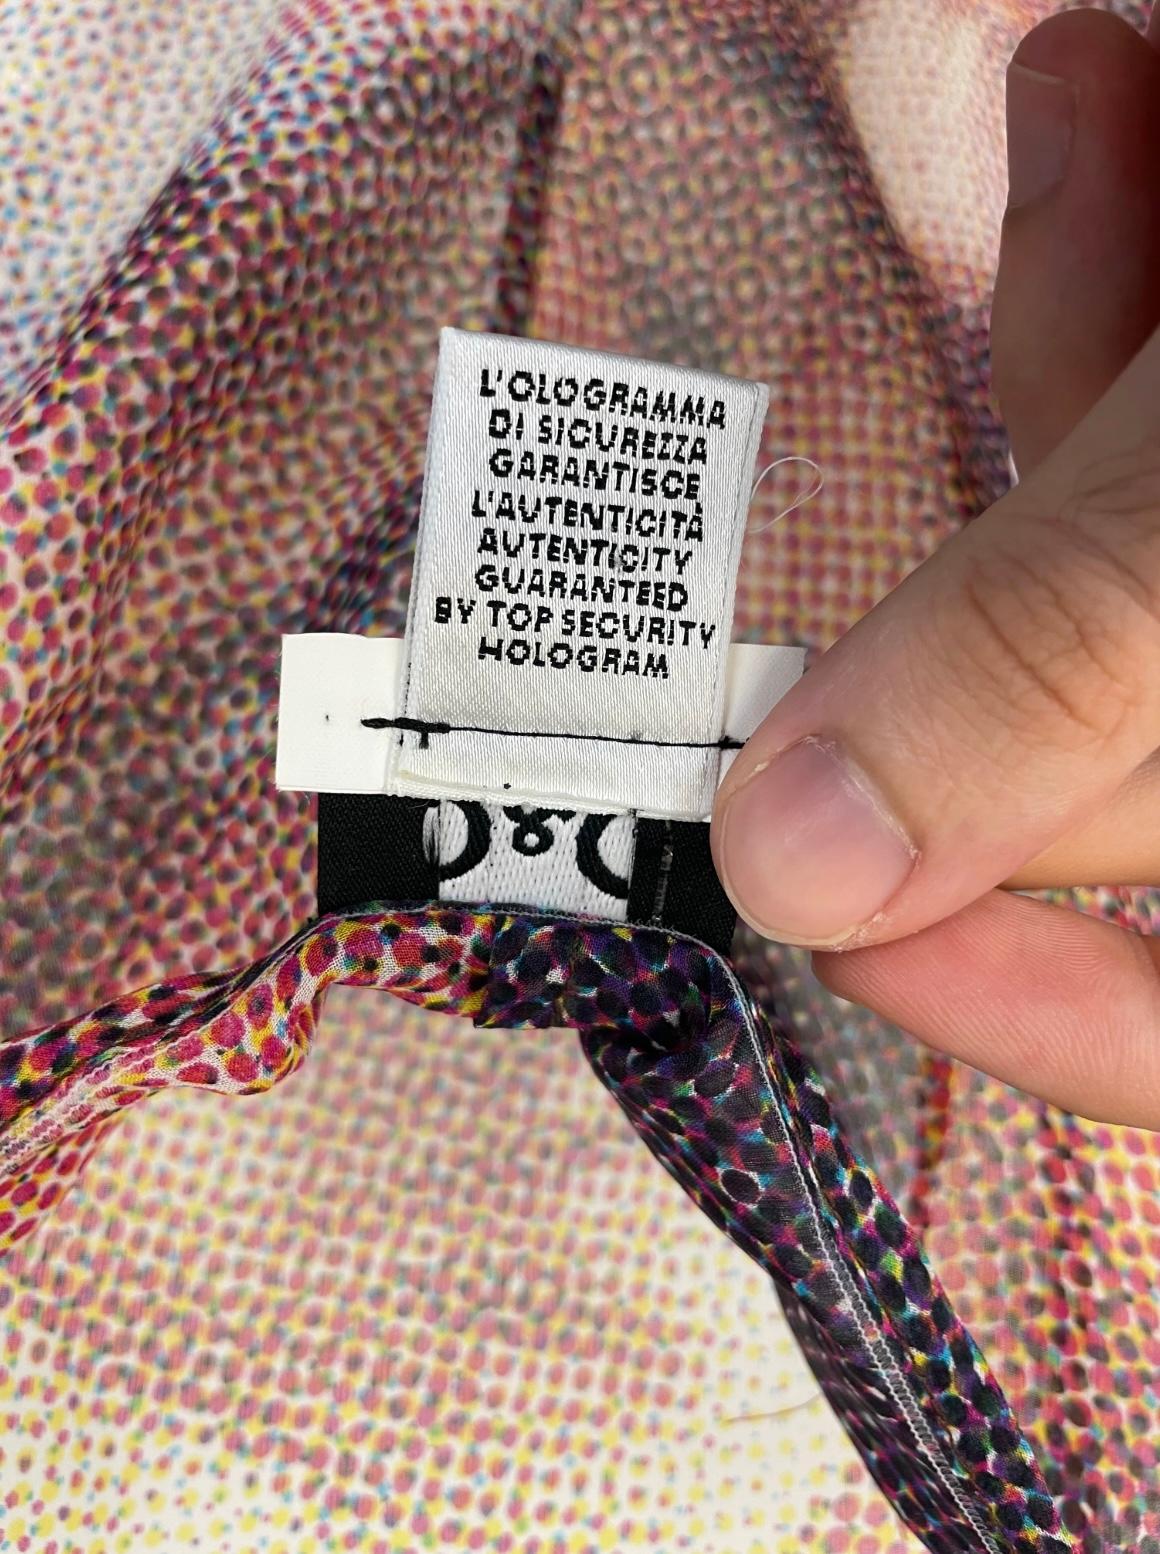 L'OLOGRAMMA
DI SICUREZZA
GARANTISCE
L'AUTENTICITÀ
AUTENTICITY
GUARANTEED
BY TOP SECURITY
HOLOGRAM